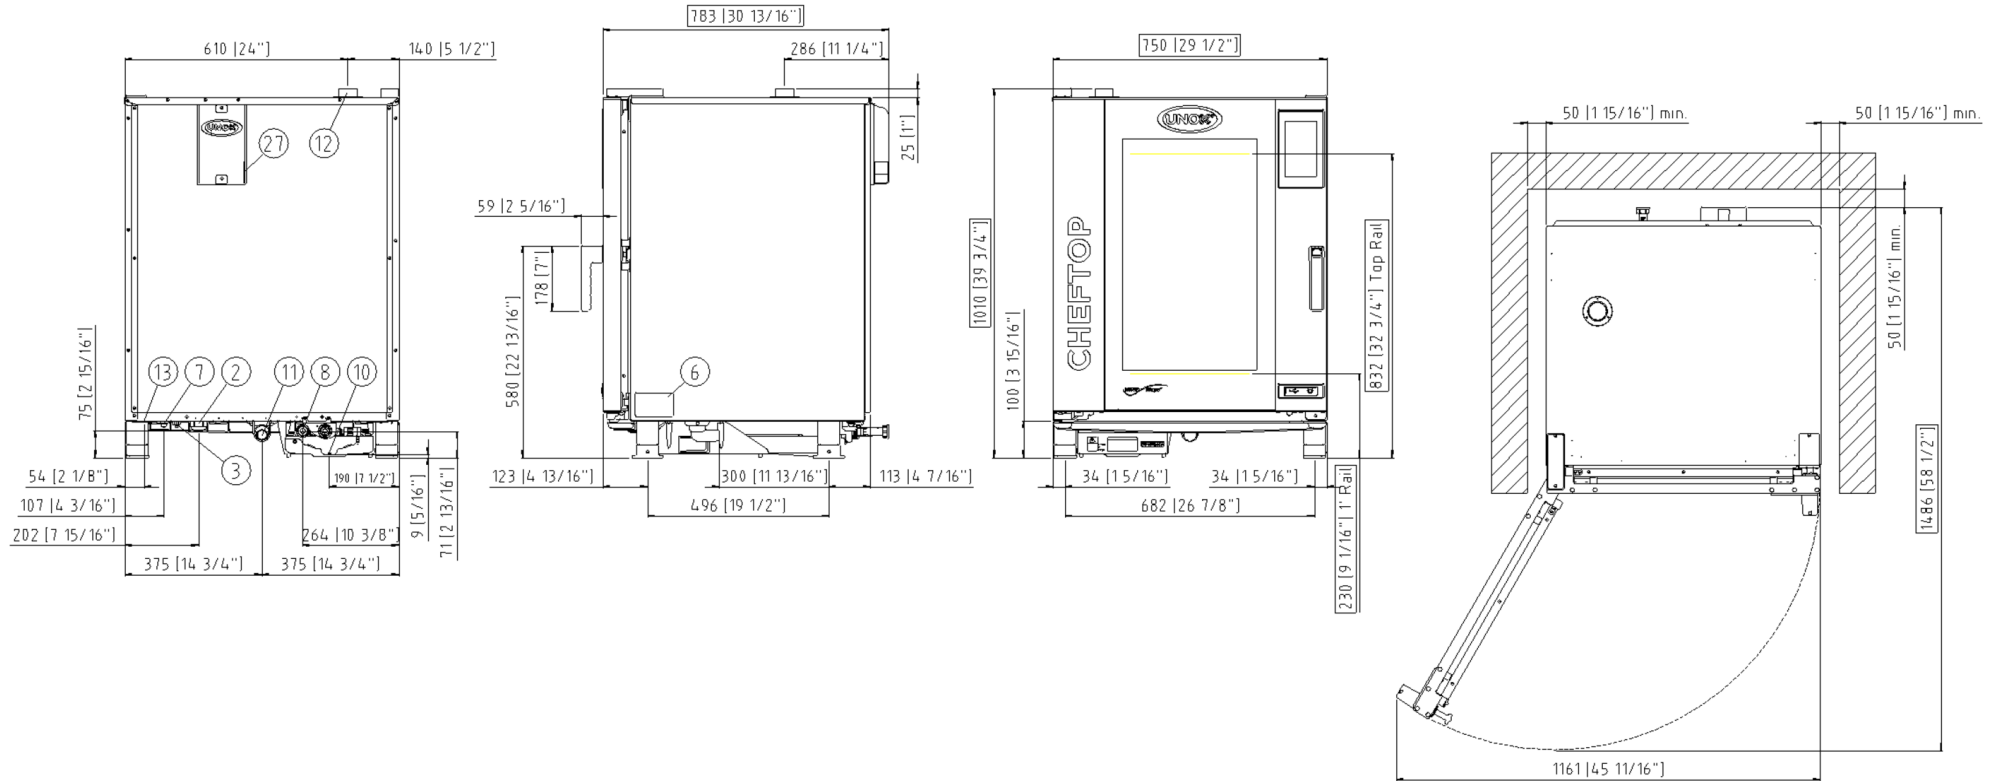 610 [24"]
140 [5 1/2"]
UNOX
27
12
13
7
2
11
8
10
3
75 [2 15/16"]
54 [2 1/8"]
107 [4 3/16"]
202 [7 15/16"]
190 [7 1/2"]
264 [10 3/8"]
9 [5/16"]
71 [2 13/16"]
375 [14 3/4"]
375 [14 3/4"]
783 [30 13/16"]
286 [11 1/4"]
25 [1"]
59 [2 5/16"]
178 [7"]
580 [22 13/16"]
6
123 [4 13/16"]
300 [11 13/16"]
113 [4 7/16"]
496 [19 1/2"]
750 [29 1/2"]
UNOX
CHEFTOP
1010 [39 3/4"]
100 [3 15/16"]
832 [32 3/4"] Top Rail
34 [1 5/16"]
34 [1 5/16"]
682 [26 7/8"]
230 [9 1/16"] 1° Rail
50 [1 15/16"] min.
50 [1 15/16"] min.
50 [1 15/16"] min.
1486 [58 1/2"]
1161 [45 11/16"]